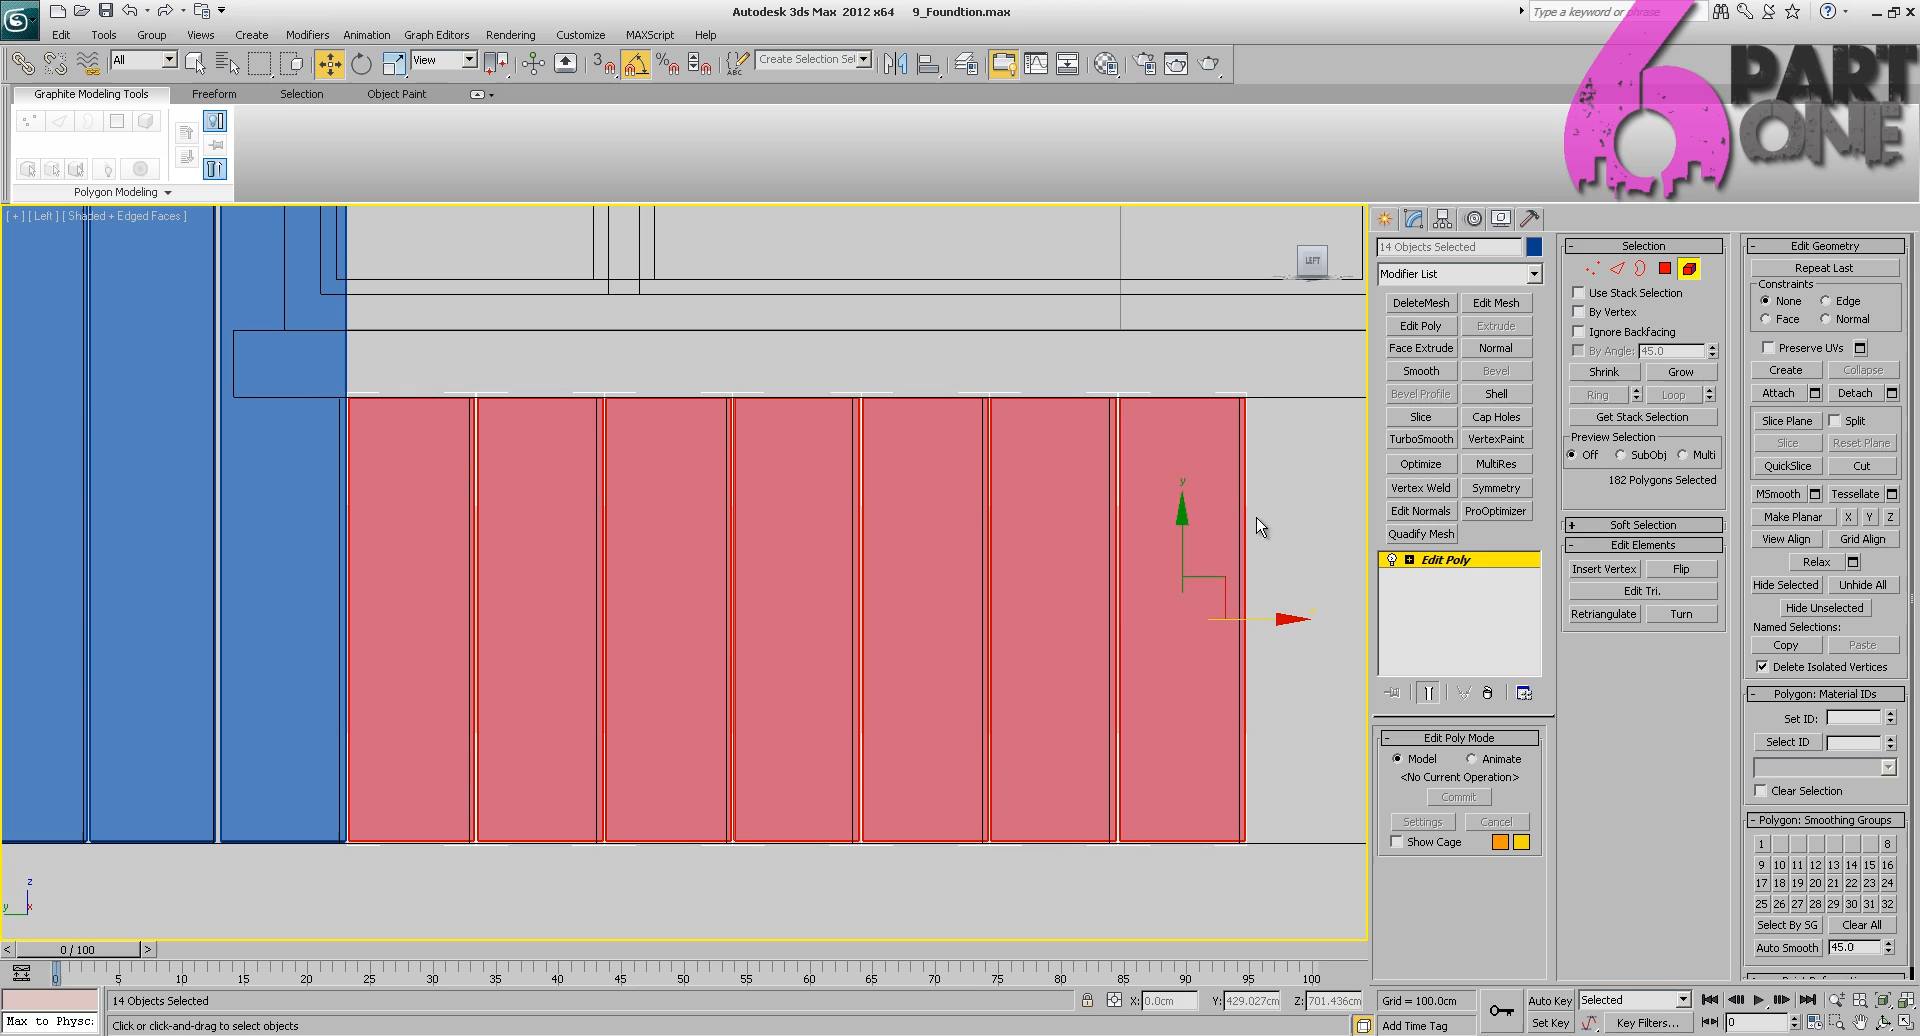 Autodesk 3ds Max 2012 x64 9_Foundtion.max
Type a keyword or phrase
Edit Tools Group Views Create Modifiers Animation Graph Editors Rendering Customize MAXScript Help
All View 3 ABC Create Selection Sel
6 PART ONE
Graphite Modeling Tools Freeform Selection Object Paint
Polygon Modeling
[ + ] [ Left ] [ Shaded + Edged Faces ]
LEFT
y
z
y x
14 Objects Selected
Modifier List
DeleteMesh Edit Mesh
Edit Poly Extrude
Face Extrude Normal
Smooth Bevel
Bevel Profile Shell
Slice Cap Holes
TurboSmooth VertexPaint
Optimize MultiRes
Vertex Weld Symmetry
Edit Normals ProOptimizer
Quadify Mesh
Edit Poly
- Edit Poly Mode
Model Animate
<No Current Operation>
Commit
Settings Cancel
Show Cage
- Selection
Use Stack Selection
By Vertex
Ignore Backfacing
By Angle: 45.0
Shrink Grow
Ring Loop
Get Stack Selection
Preview Selection
Off SubObj Multi
182 Polygons Selected
+ Soft Selection
- Edit Elements
Insert Vertex Flip
Edit Tri.
Retriangulate Turn
- Edit Geometry
Repeat Last
Constraints
None Edge
Face Normal
Preserve UVs
Create Collapse
Attach Detach
Slice Plane Split
Slice Reset Plane
QuickSlice Cut
MSmooth Tessellate
Make Planar X Y Z
View Align Grid Align
Relax
Hide Selected Unhide All
Hide Unselected
Named Selections:
Copy Paste
Delete Isolated Vertices
- Polygon: Material IDs
Set ID:
Select ID
Clear Selection
- Polygon: Smoothing Groups
1 8
9 10 11 12 13 14 15 16
17 18 19 20 21 22 23 24
25 26 27 28 29 30 31 32
Select By SG Clear All
Auto Smooth 45.0
< 0 / 100 >
0 5 10 15 20 25 30 35 40 45 50 55 60 65 70 75 80 85 90 95 100
14 Objects Selected X: 0.0cm Y: 429.027cm Z: 701.436cm Grid = 100.0cm Auto Key Selected
Max to Physc: Click or click-and-drag to select objects Add Time Tag Set Key Key Filters... 0